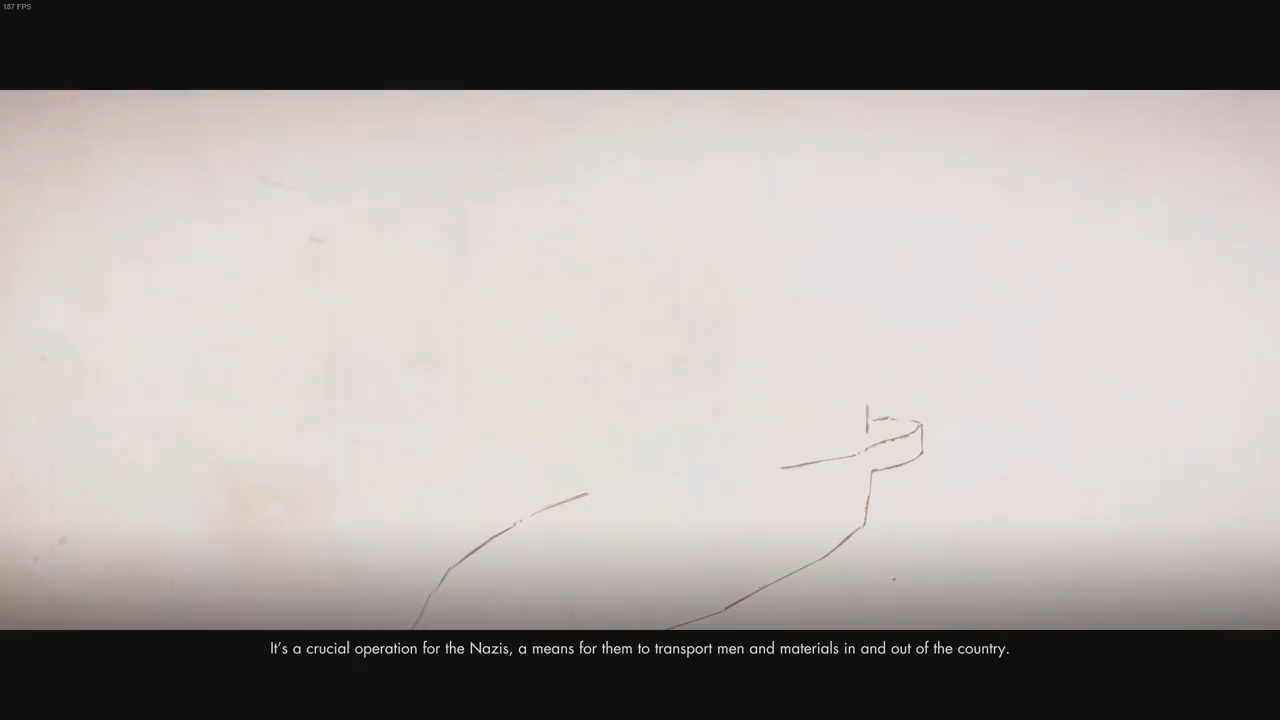 187 FPS
It's a crucial operation for the Nazis, a means for them to transport men and materials in and out of the country.